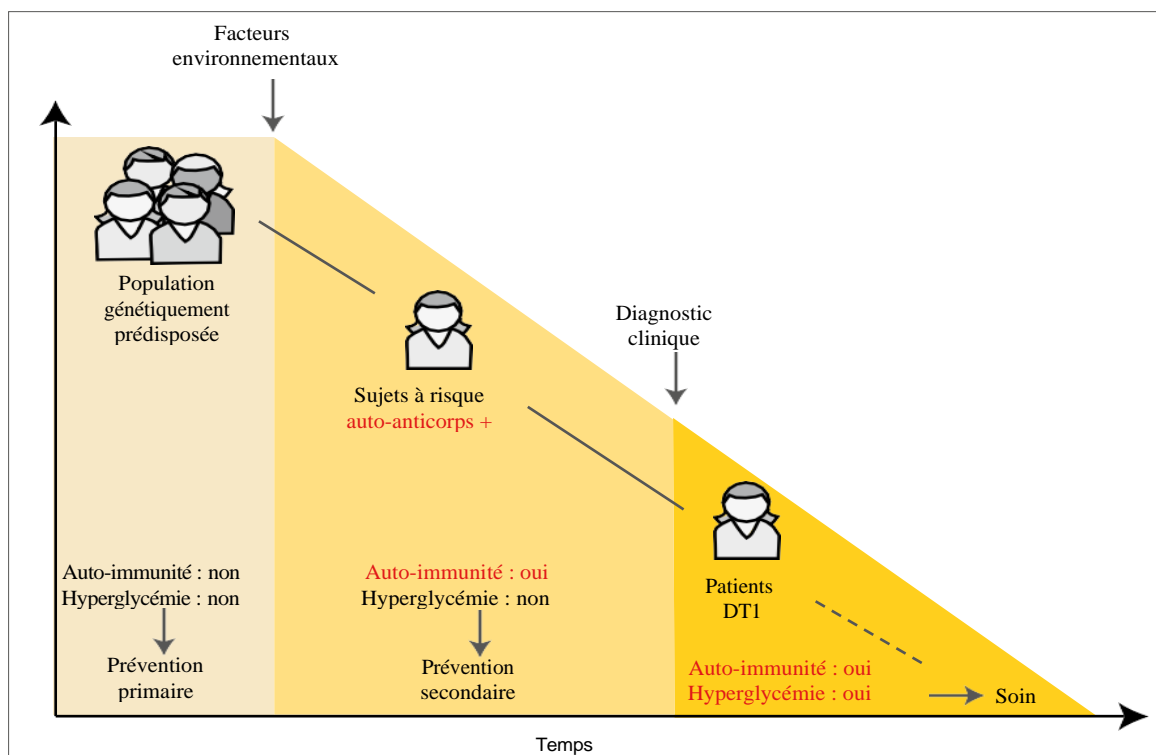 Facteurs
environnementaux
Population
génétiquement
prédisposée
Sujets à risque
auto-anticorps +
Diagnostic
clinique
Patients
DT1
Auto-immunité : non
Hyperglycémie : non
Prévention
primaire
Auto-immunité : oui
Hyperglycémie : non
Prévention
secondaire
Auto-immunité : oui
Hyperglycémie : oui
Soin
Temps